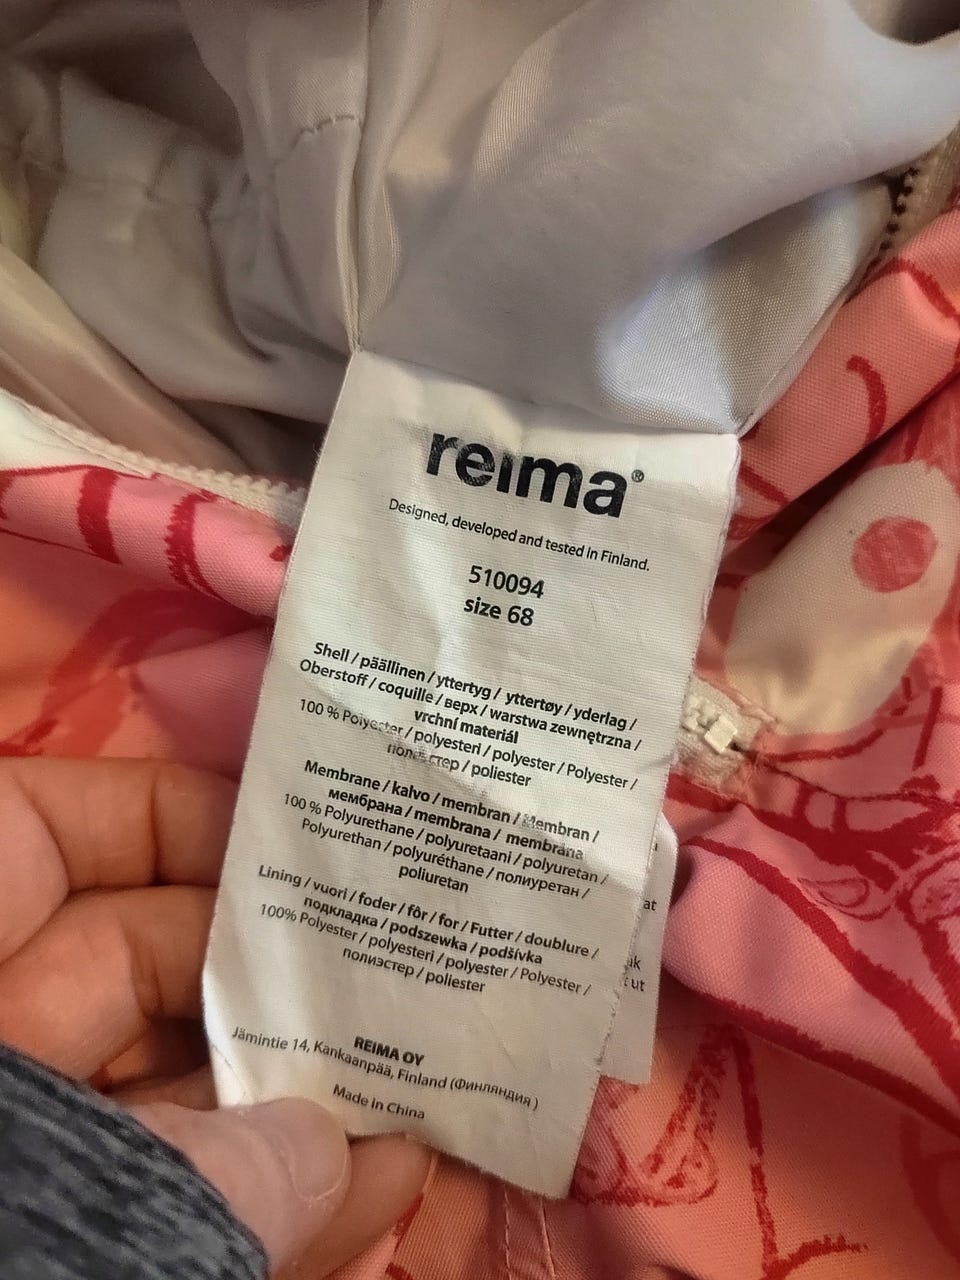 reima®
Designed, developed and tested in Finland.
510094
size 68
Shell / päällinen / yttertyg / yttertøy / yderlag /
Oberstoff / coquille / верх / warstwa zewnętrzna /
vrchní materiál
100 % Polyester / polyesteri / polyester / Polyester /
полиэстер / poliester
Membrane / kalvo / membran / Membran /
мембрана / membrana / membrána
100 % Polyurethane / polyuretaani / polyuretan /
Polyurethan / polyuréthane / полиуретан /
poliuretan
Lining / vuori / foder / fôr / for / Futter / doublure /
подкладка / podszewka / podšívka
100% Polyester / polyesteri / polyester / Polyester /
полиэстер / poliester
REIMA OY
Jämintie 14, Kankaanpää, Finland (Финляндия )
Made in China
at
ut